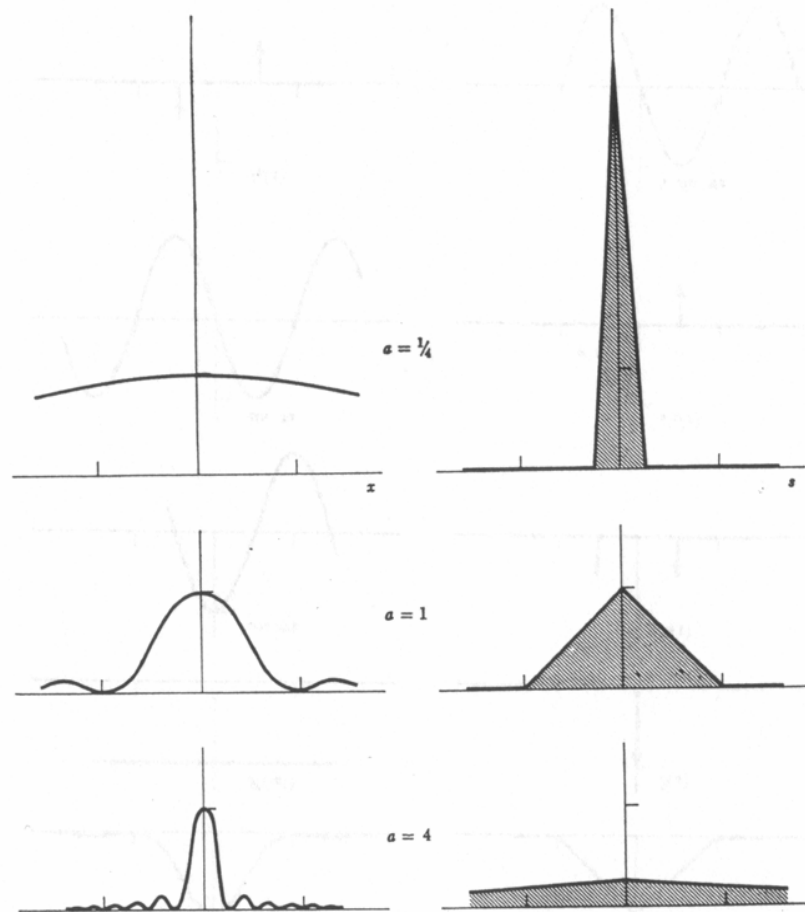 a = ¼
x
s
a = 1
a = 4